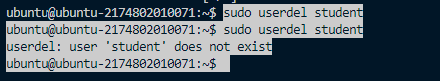 ubuntu@ubuntu-2174802010071:~$ sudo userdel student
ubuntu@ubuntu-2174802010071:~$ sudo userdel student
userdel: user 'student' does not exist
ubuntu@ubuntu-2174802010071:~$